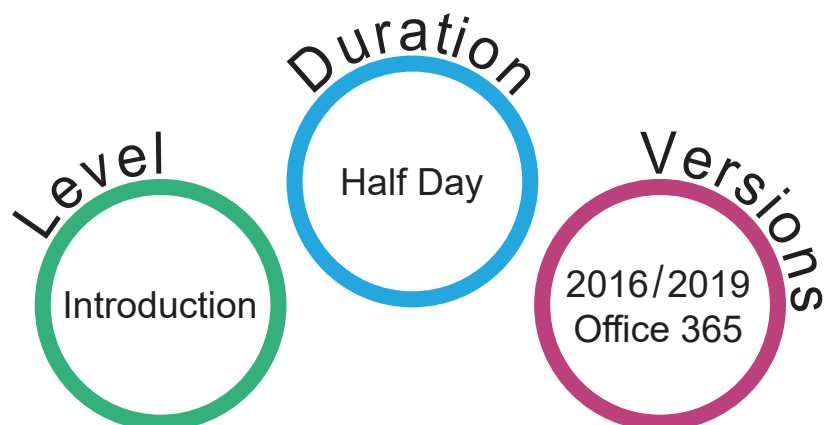 Level
Introduction
Duration
Half Day
Versions
2016/2019
Office 365